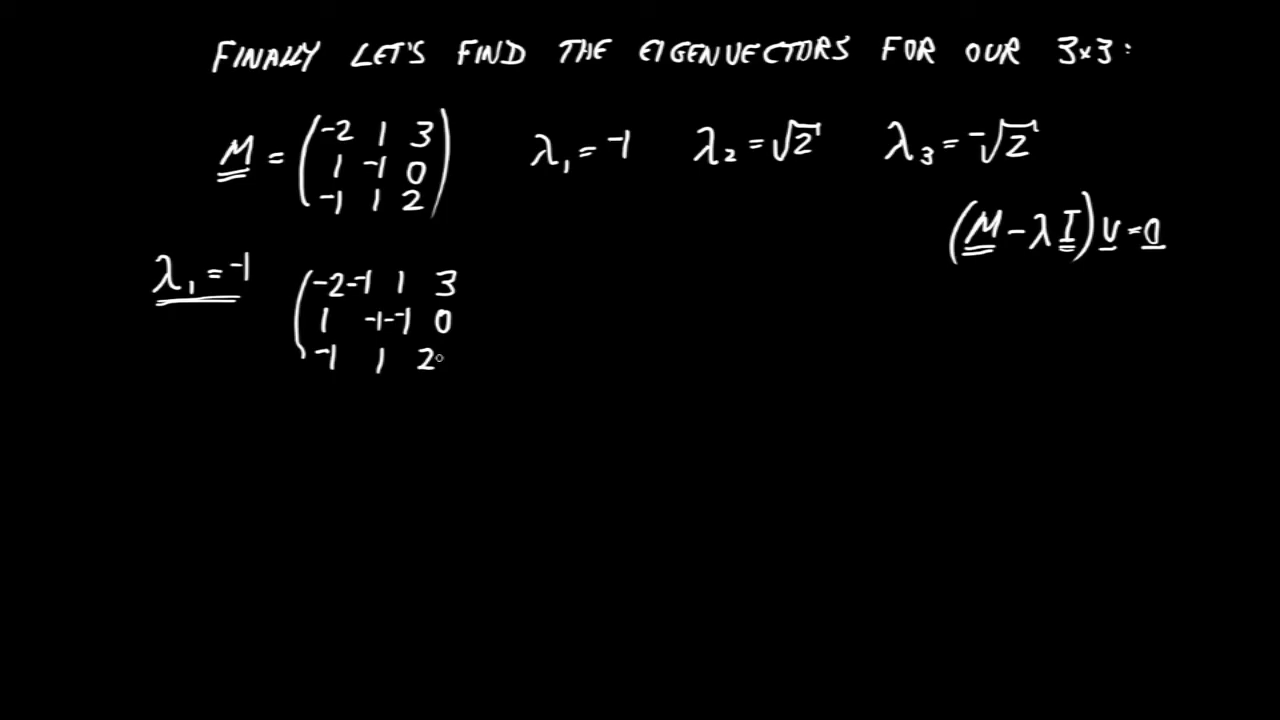 FINALLY LET'S FIND THE EIGENVECTORS FOR OUR 3×3:
M = (-2 1 3 λ₁ = -1 λ₂ = √2 λ₃ = -√2
1 -1 0
-1 1 2)
(M - λ I) v = 0
λ₁ = -1 (-2--1 1 3
1 -1--1 0
-1 1 2